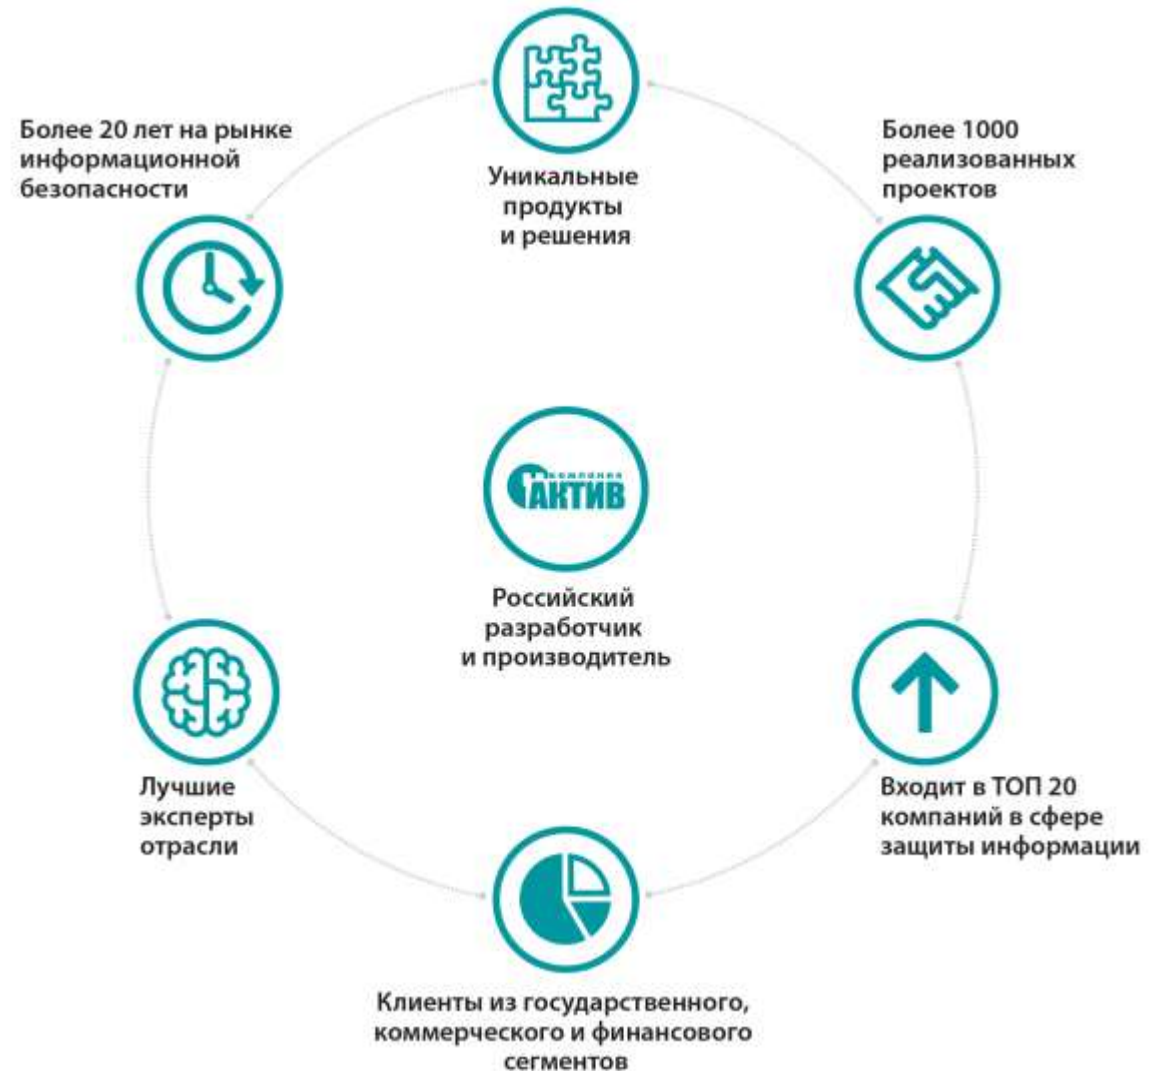 Уникальные
продукты
и решения
Более 20 лет на рынке
информационной
безопасности
Более 1000
реализованных
проектов
компания
АКТИВ
Российский
разработчик
и производитель
Лучшие
эксперты
отрасли
Входит в ТОП 20
компаний в сфере
защиты информации
Клиенты из государственного,
коммерческого и финансового
сегментов